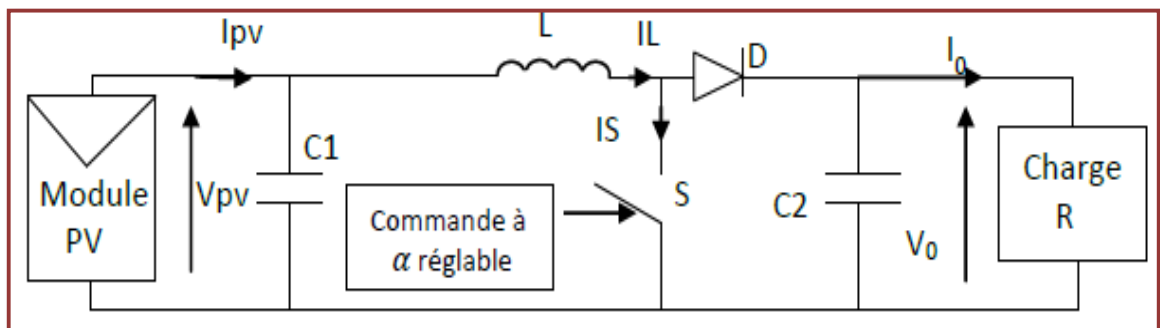 Ipv
L
IL
D
I₀
IS
C1
Module
PV
Vpv
Commande à
α réglable
S
C2
V₀
Charge
R